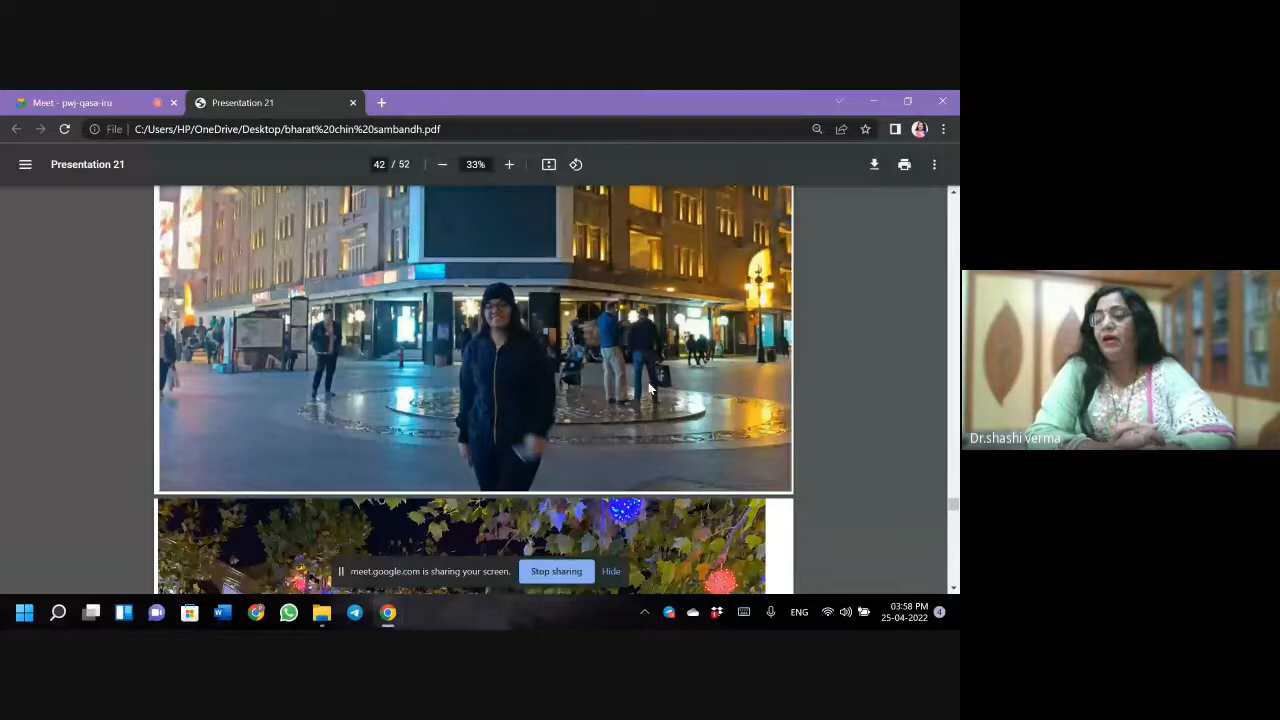 Meet - pwj-qasa-iru
Presentation 21
File
C:/Users/HP/OneDrive/Desktop/bharat%20chin%20sambandh.pdf
Presentation 21
42 / 52
33%
Dr.shashi verma
meet.google.com is sharing your screen.
Stop sharing
Hide
ENG
03:58 PM
25-04-2022
4